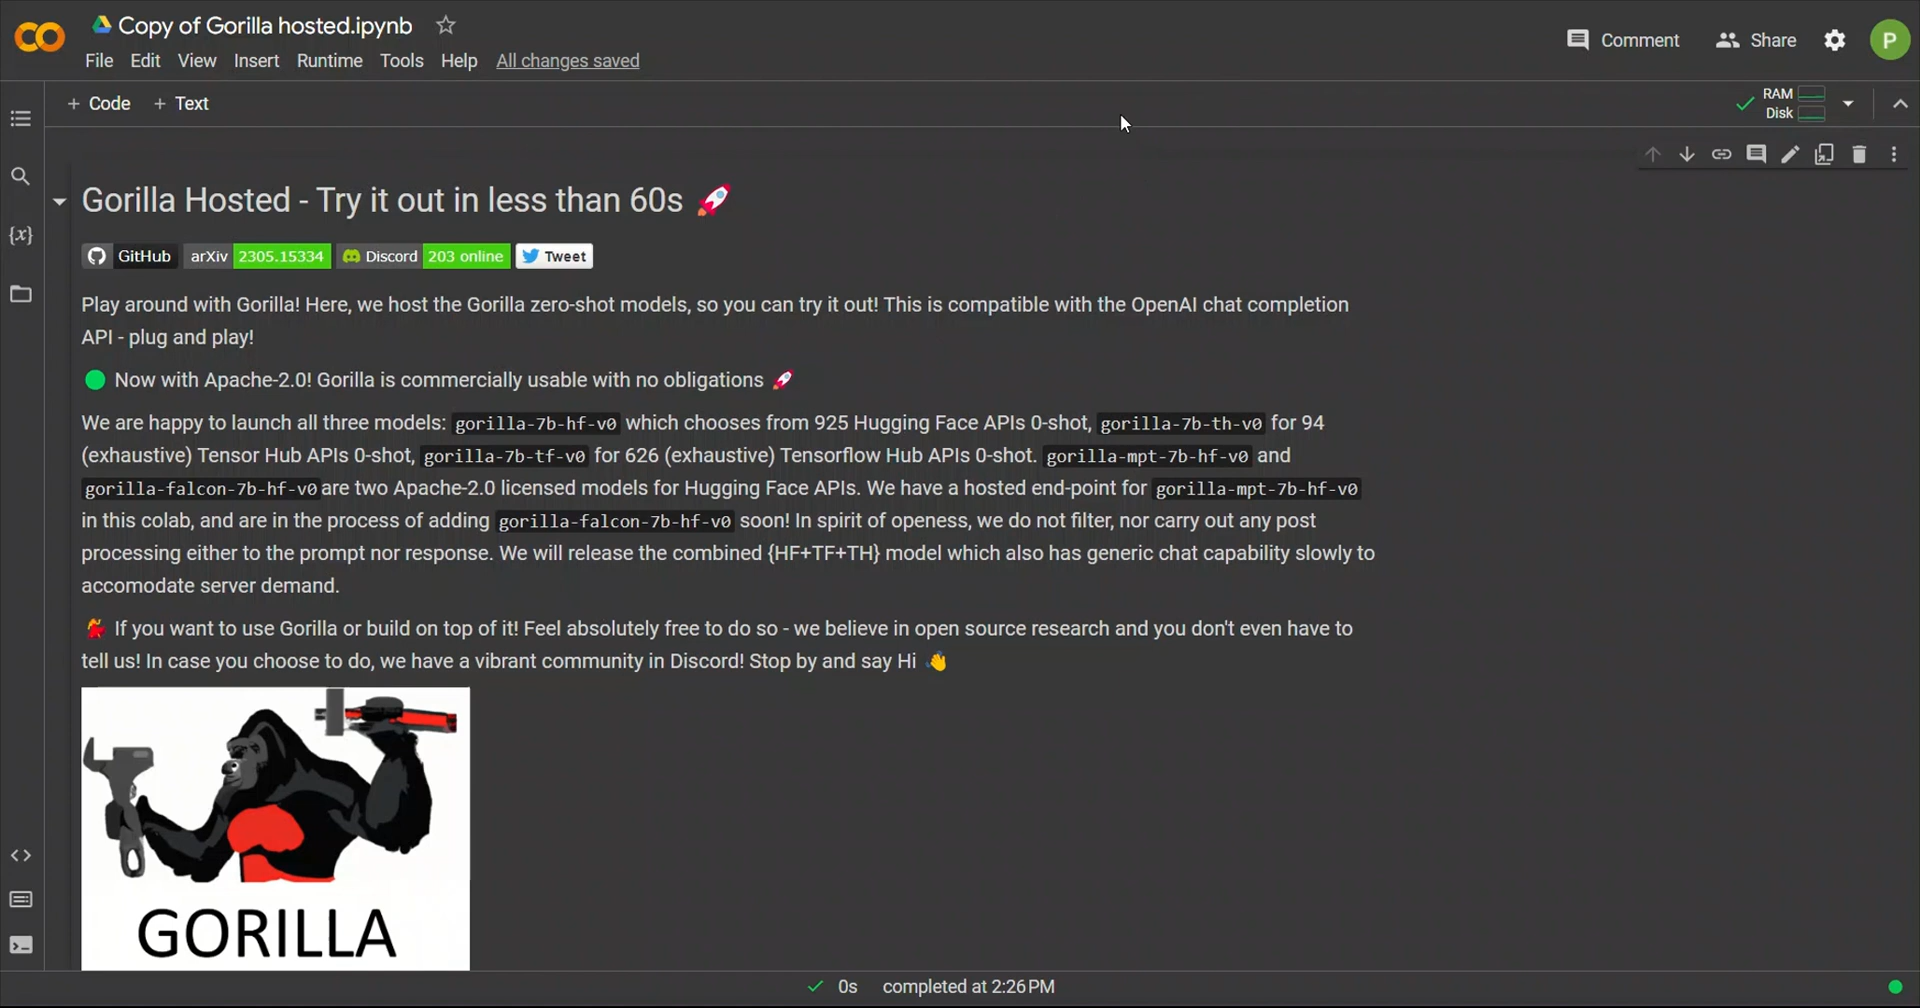 Copy of Gorilla hosted.ipynb
File Edit View Insert Runtime Tools Help All changes saved
Comment Share P
+ Code + Text
RAM
Disk
Gorilla Hosted - Try it out in less than 60s 🚀
GitHub arXiv 2305.15334 Discord 203 online Tweet
Play around with Gorilla! Here, we host the Gorilla zero-shot models, so you can try it out! This is compatible with the OpenAI chat completion
API - plug and play!
🟢 Now with Apache-2.0! Gorilla is commercially usable with no obligations 🚀
We are happy to launch all three models: gorilla-7b-hf-v0 which chooses from 925 Hugging Face APIs 0-shot, gorilla-7b-th-v0 for 94
(exhaustive) Tensor Hub APIs 0-shot, gorilla-7b-tf-v0 for 626 (exhaustive) Tensorflow Hub APIs 0-shot. gorilla-mpt-7b-hf-v0 and
gorilla-falcon-7b-hf-v0 are two Apache-2.0 licensed models for Hugging Face APIs. We have a hosted end-point for gorilla-mpt-7b-hf-v0
in this colab, and are in the process of adding gorilla-falcon-7b-hf-v0 soon! In spirit of openess, we do not filter, nor carry out any post
processing either to the prompt nor response. We will release the combined {HF+TF+TH} model which also has generic chat capability slowly to
accomodate server demand.
💃 If you want to use Gorilla or build on top of it! Feel absolutely free to do so - we believe in open source research and you don't even have to
tell us! In case you choose to do, we have a vibrant community in Discord! Stop by and say Hi 👋
GORILLA
0s completed at 2:26 PM